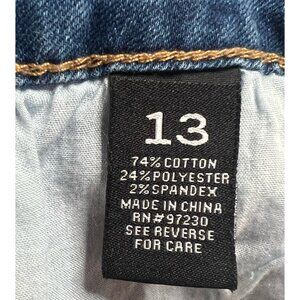 13
74% COTTON
24% POLYESTER
2% SPANDEX
MADE IN CHINA
RN#97230
SEE REVERSE
FOR CARE